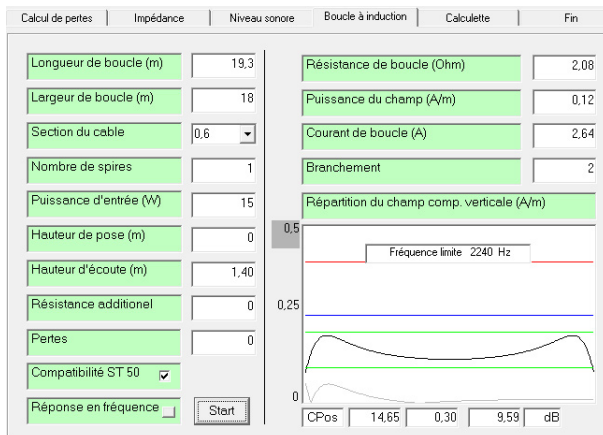 Calcul de pertes Impédance Niveau sonore Boucle à induction Calculette Fin
Longueur de boucle (m) 19,3
Largeur de boucle (m) 18
Section du cable 0,6
Nombre de spires 1
Puissance d'entrée (W) 15
Hauteur de pose (m) 0
Hauteur d'écoute (m) 1,40
Résistance additionel 0
Pertes 0
Compatibilité ST 50
Réponse en fréquence Start
Résistance de boucle (Ohm) 2,08
Puissance du champ (A/m) 0,12
Courant de boucle (A) 2,64
Branchement 2
Répartition du champ comp. verticale (A/m)
0,5
Fréquence limite 2240 Hz
0,25
0
CPos 14,65 0,30 9,59 dB